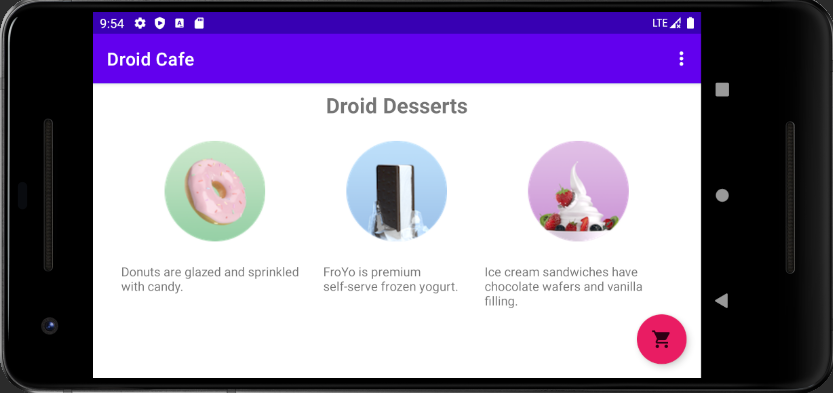 9:54
LTE
Droid Cafe
Droid Desserts
Donuts are glazed and sprinkled
with candy.
FroYo is premium
self-serve frozen yogurt.
Ice cream sandwiches have
chocolate wafers and vanilla
filling.